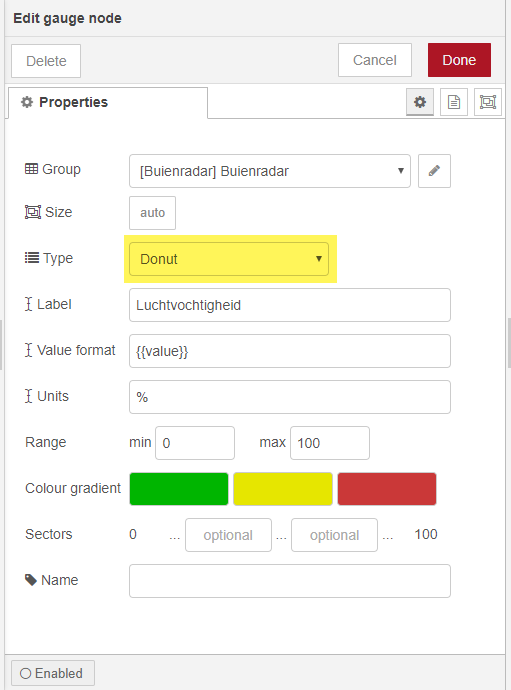 Edit gauge node
Delete Cancel Done
Properties
Group [Buienradar] Buienradar
Size auto
Type Donut
Label Luchtvochtigheid
Value format {{value}}
Units %
Range min 0 max 100
Colour gradient
Sectors 0 ... optional ... optional ... 100
Name
Enabled